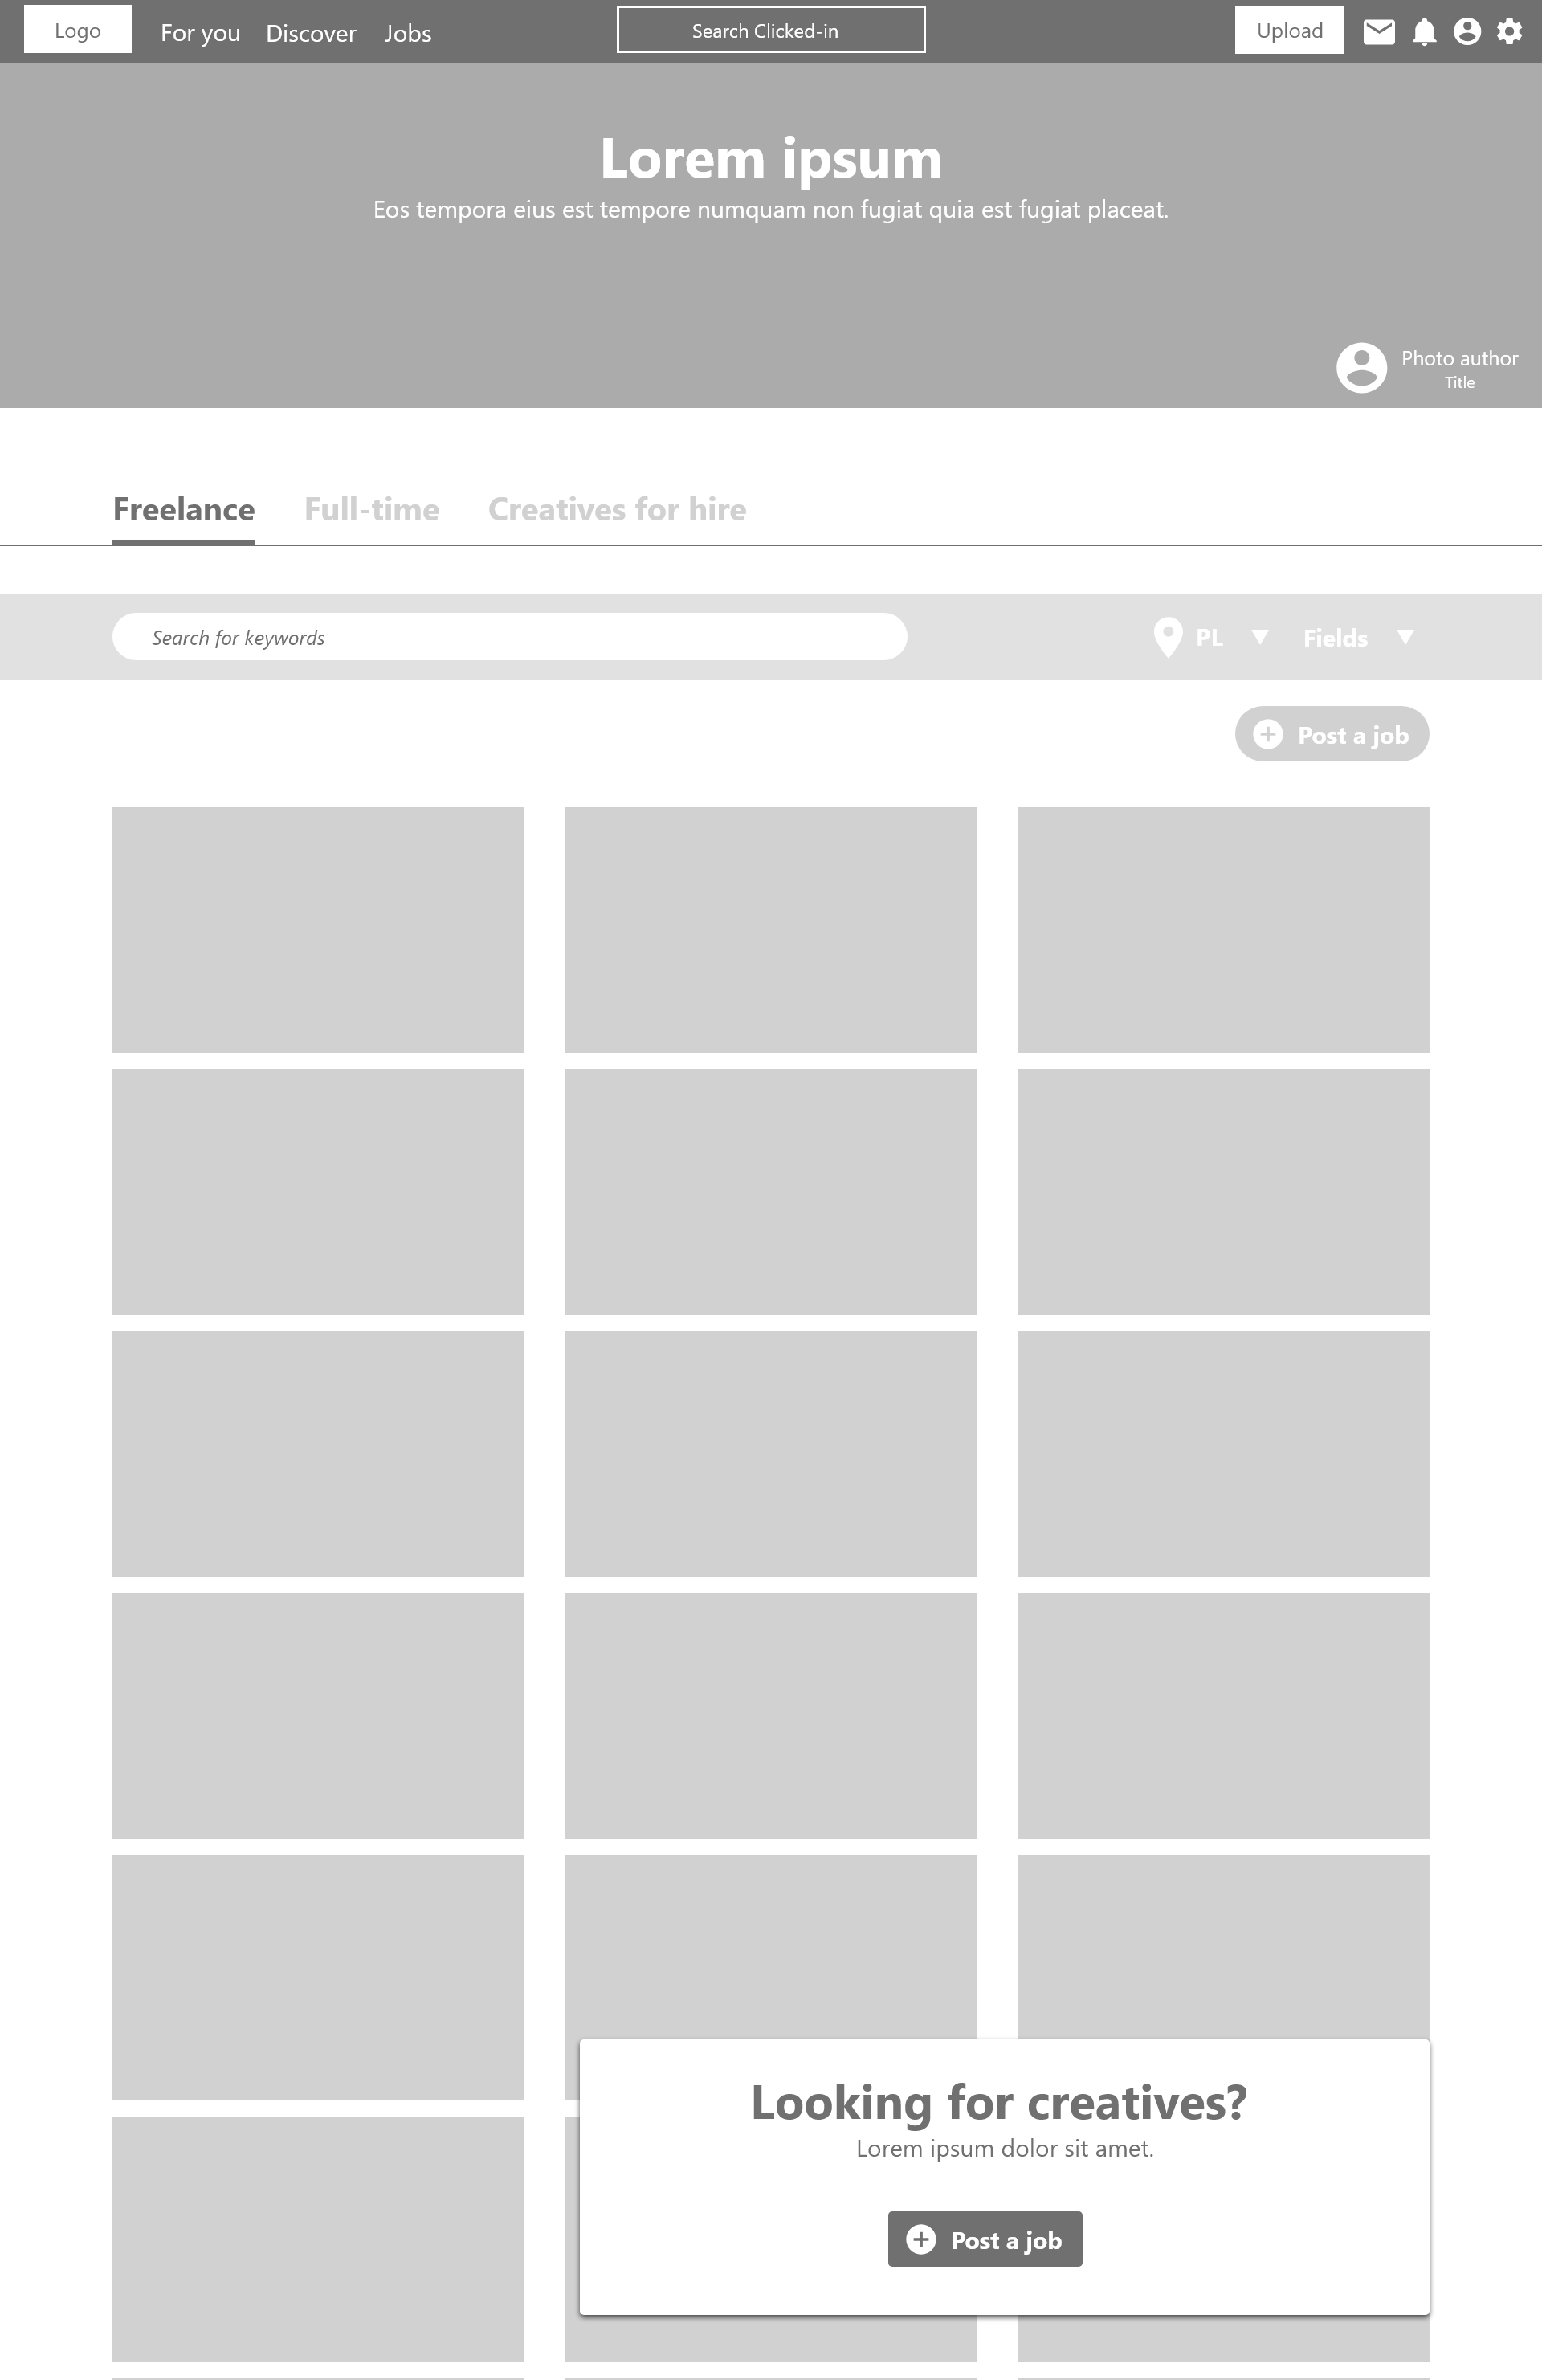 Logo
For you
Discover
Jobs
Search Clicked-in
Upload
Lorem ipsum
Eos tempora eius est tempore numquam non fugiat quia est fugiat placeat.
Photo author
Title
Freelance
Full-time
Creatives for hire
Search for keywords
PL
Fields
Post a job
Looking for creatives?
Lorem ipsum dolor sit amet.
Post a job